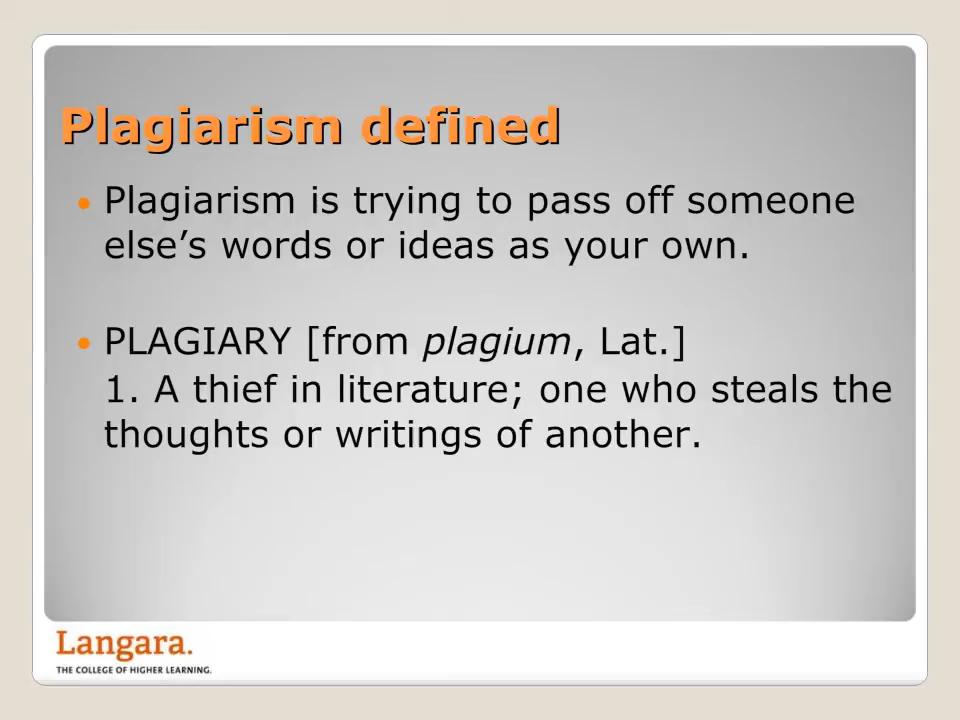 Plagiarism defined
Plagiarism is trying to pass off someone
else’s words or ideas as your own.
PLAGIARY [from plagium, Lat.]
1. A thief in literature; one who steals the
thoughts or writings of another.
Langara.
THE COLLEGE OF HIGHER LEARNING.